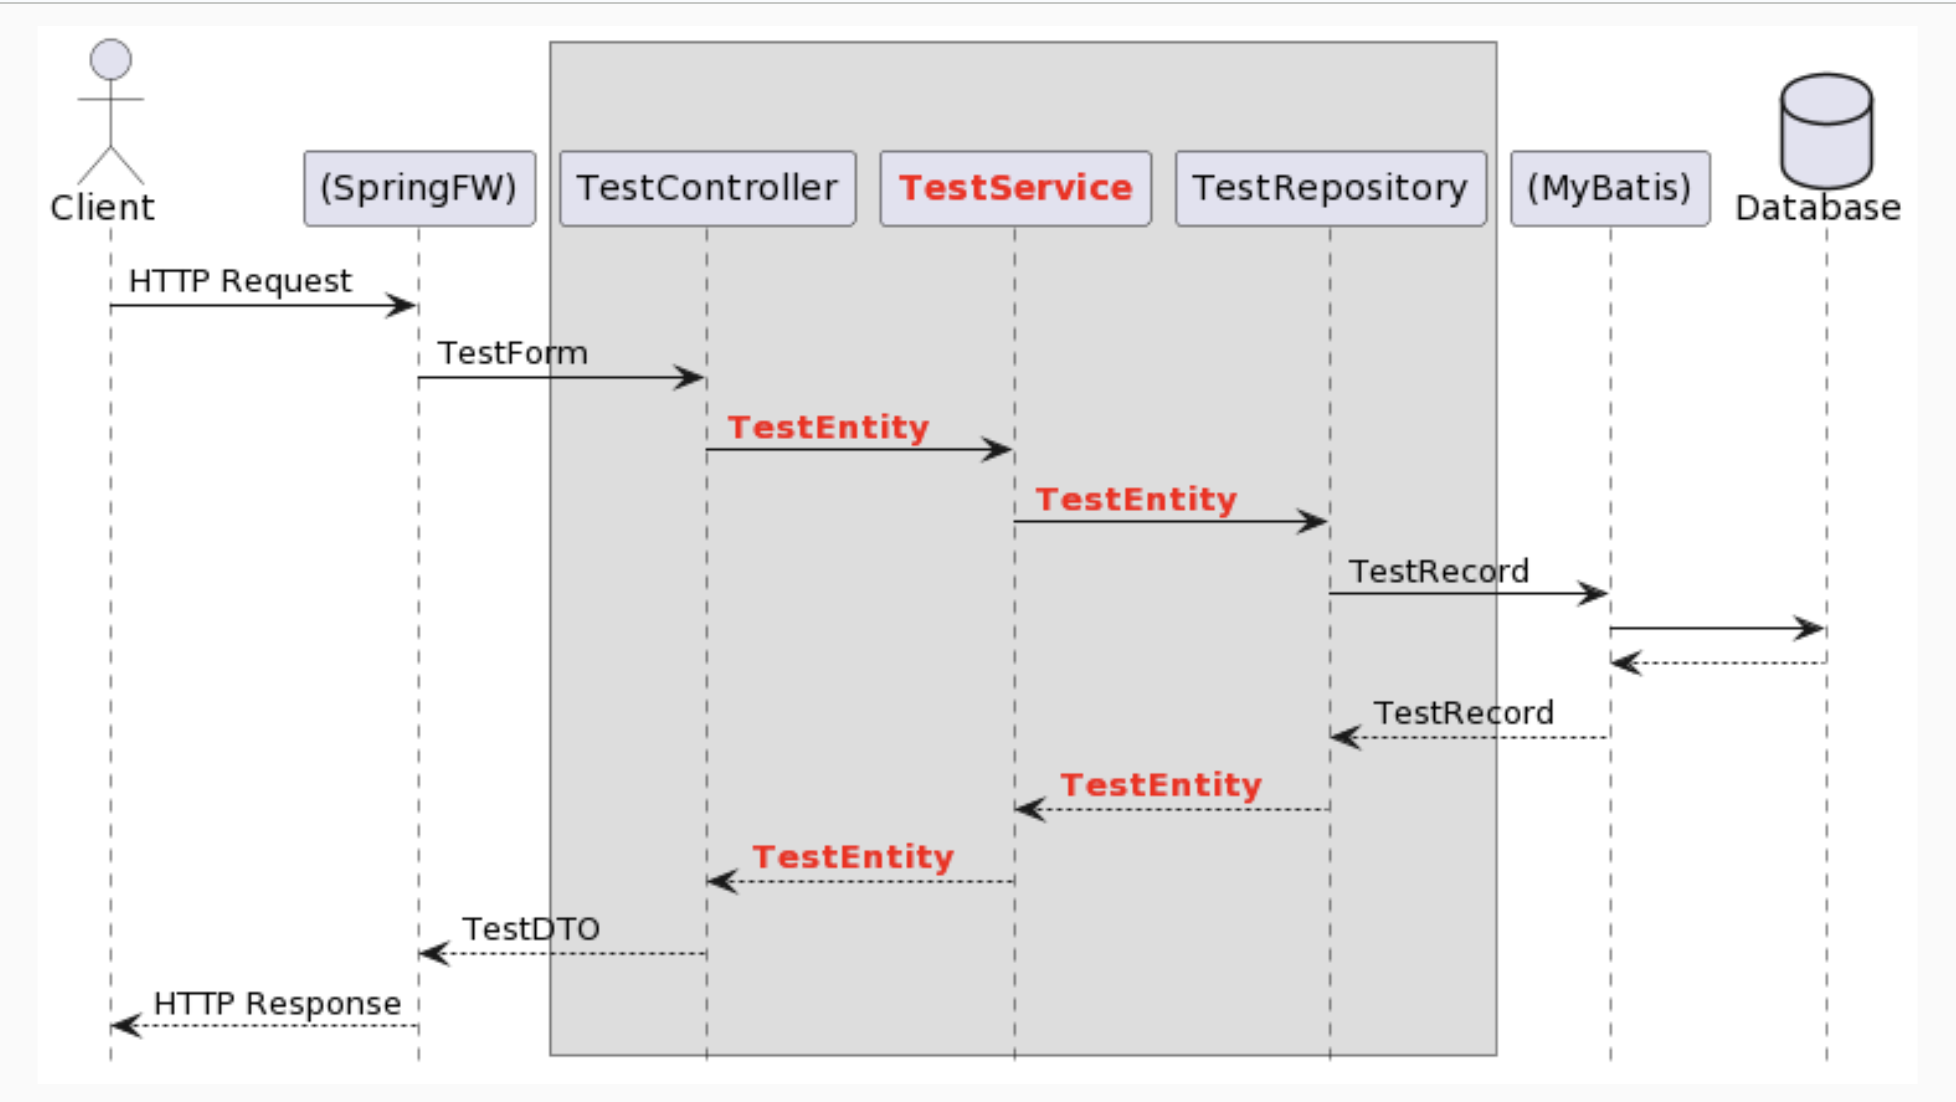 Client
(SpringFW)
TestController
TestService
TestRepository
(MyBatis)
Database
HTTP Request
TestForm
TestEntity
TestEntity
TestRecord
TestRecord
TestEntity
TestEntity
TestDTO
HTTP Response